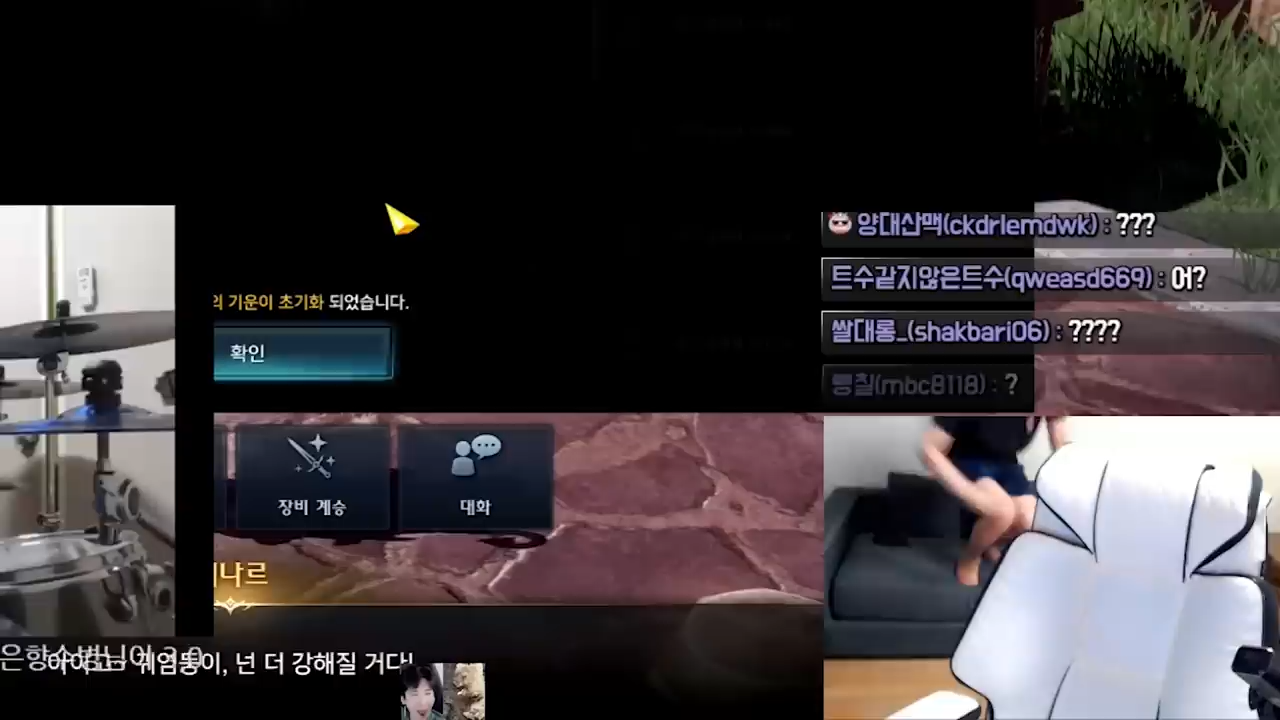 양대산맥(ckdrlemdwk) : ???
트수같지않은트수(qweasd669) : 어?
쌀대롱_(shakbari06) : ????
뿡칠(mbc8118) : ?
의 기운이 초기화 되었습니다.
확인
장비 계승
대화
나르
넌 더 강해질 거다!